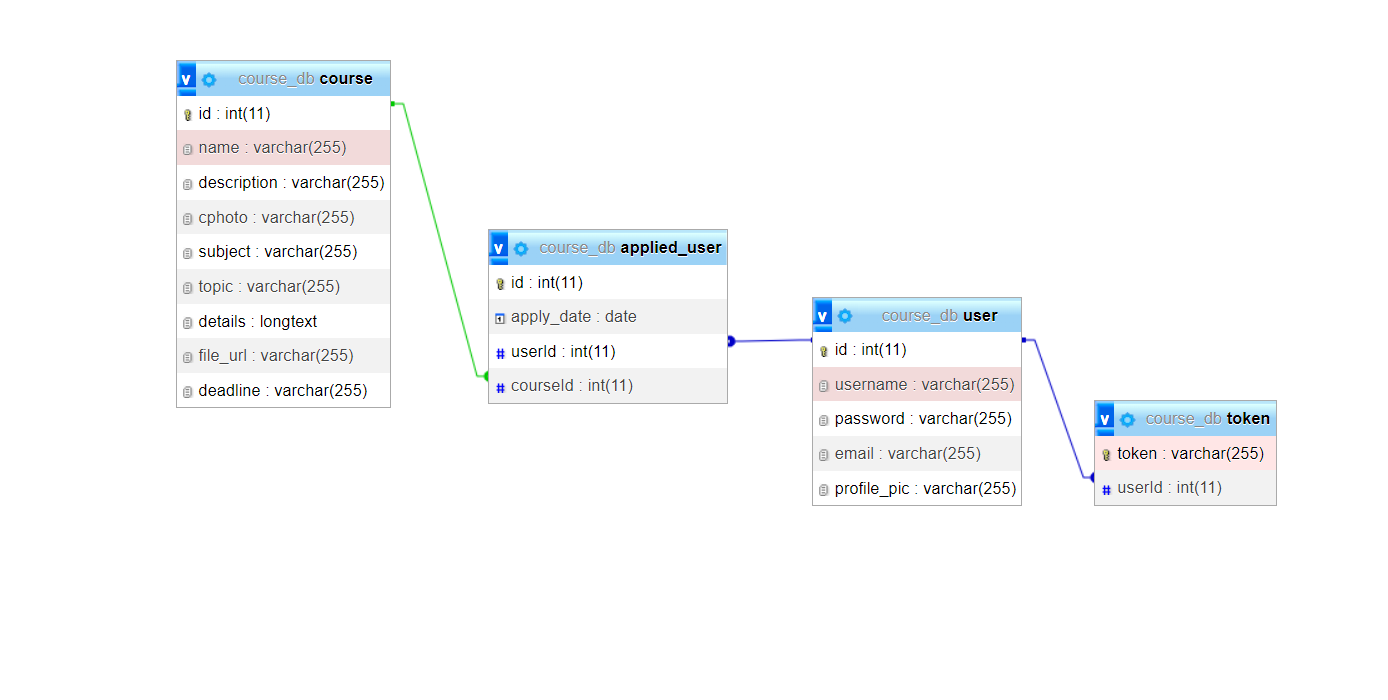 v course_db course
id : int(11)
name : varchar(255)
description : varchar(255)
cphoto : varchar(255)
subject : varchar(255)
topic : varchar(255)
details : longtext
file_url : varchar(255)
deadline : varchar(255)
v course_db applied_user
id : int(11)
apply_date : date
# userId : int(11)
# courseId : int(11)
v course_db user
id : int(11)
username : varchar(255)
password : varchar(255)
email : varchar(255)
profile_pic : varchar(255)
v course_db token
token : varchar(255)
# userId : int(11)